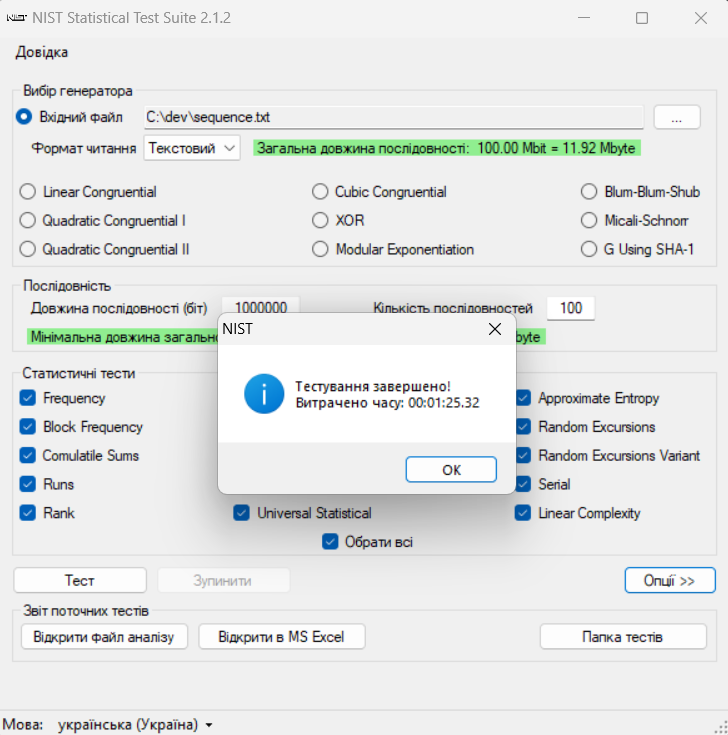 NIST NIST Statistical Test Suite 2.1.2
Довідка
Вибір генератора
Вхідний файл C:\dev\sequence.txt ...
Формат читання Текстовий Загальна довжина послідовності: 100.00 Mbit = 11.92 Mbyte
Linear Congruential Cubic Congruential Blum-Blum-Shub
Quadratic Congruential I XOR Micali-Schnorr
Quadratic Congruential II Modular Exponentiation G Using SHA-1
Послідовність
Довжина послідовності (біт) 1000000 Кількість послідовностей 100
Мінімальна довжина
NIST
Статистичні тести
Тестування завершено!
Витрачено часу: 00:01:25.32
OK
Frequency Approximate Entropy
Block Frequency Random Excursions
Comulatile Sums Random Excursions Variant
Runs Serial
Rank Universal Statistical Linear Complexity
Обрати всі
Тест Зупинити Опції >>
Звіт поточних тестів
Відкрити файл аналізу Відкрити в MS Excel Папка тестів
Мова: українська (Україна)